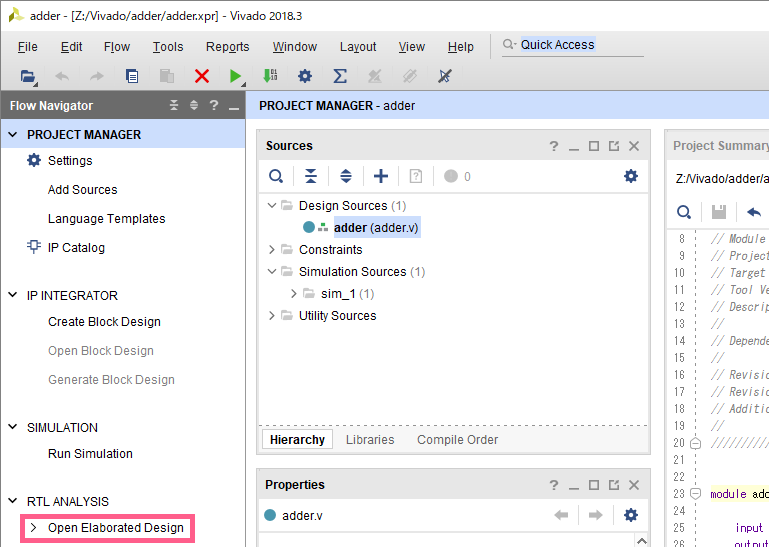 adder - [Z:/Vivado/adder/adder.xpr] - Vivado 2018.3
File Edit Flow Tools Reports Window Layout View Help Quick Access
Flow Navigator
PROJECT MANAGER
Settings
Add Sources
Language Templates
IP Catalog
IP INTEGRATOR
Create Block Design
Open Block Design
Generate Block Design
SIMULATION
Run Simulation
RTL ANALYSIS
Open Elaborated Design
PROJECT MANAGER - adder
Sources
0
Design Sources (1)
adder (adder.v)
Constraints
Simulation Sources (1)
sim_1 (1)
Utility Sources
Hierarchy Libraries Compile Order
Properties
adder.v
Project Summary
Z:/Vivado/adder/a
8 // Module
9 // Projec
10 // Target
11 // Tool Ve
12 // Descrip
13 //
14 // Depende
15 //
16 // Revisio
17 // Revisio
18 // Additio
19 //
20 //////////
21
22
23 module add
24
25 input
26 output